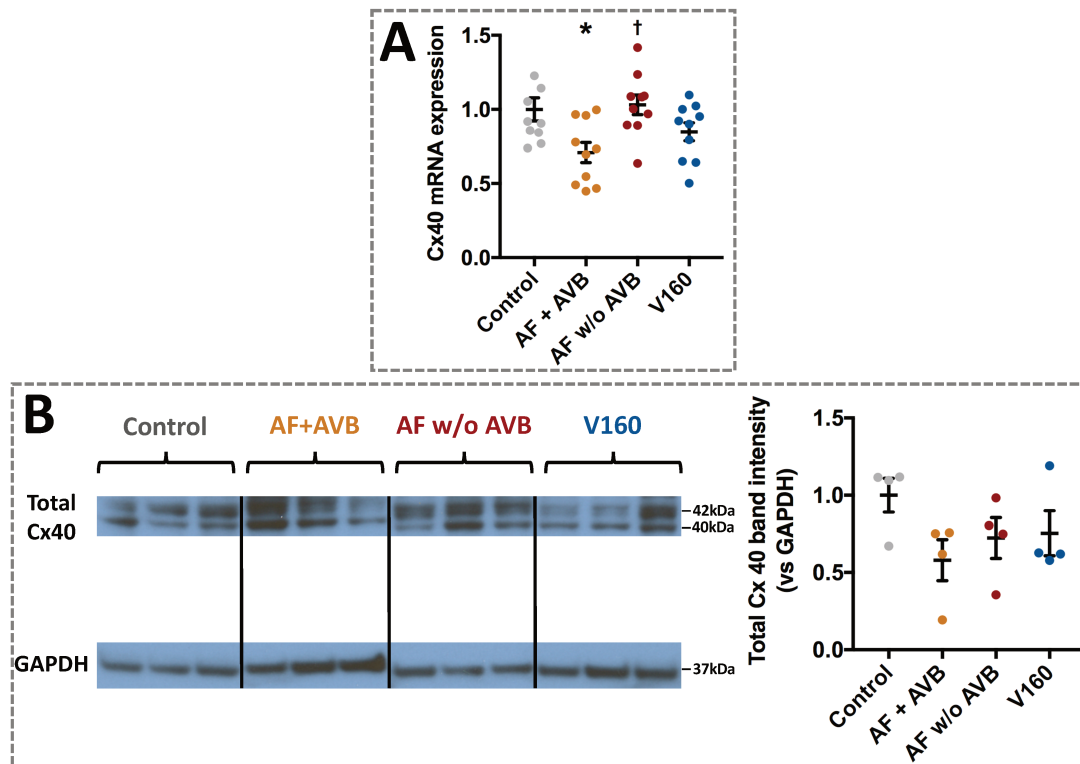 A
Cx40 mRNA expression
1.5
1.0
0.5
0.0
*
†
Control
AF + AVB
AF w/o AVB
V160
B
Control
AF+AVB
AF w/o AVB
V160
Total
Cx40
–42kDa
–40kDa
GAPDH
–37kDa
Total Cx 40 band intensity
(vs GAPDH)
1.5
1.0
0.5
0.0
Control
AF + AVB
AF w/o AVB
V160